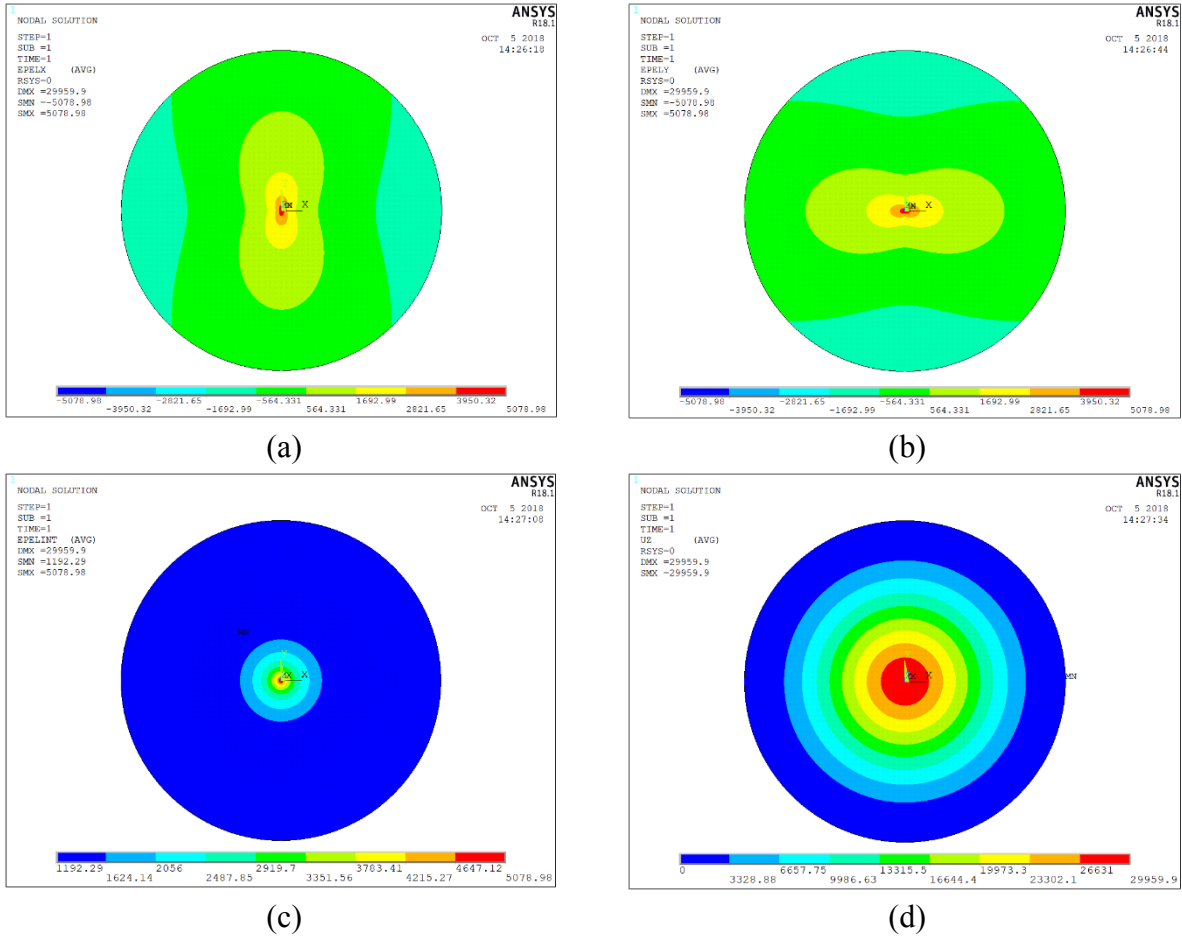 1
NODAL SOLUTION
STEP=1
SUB =1
TIME=1
EPELX (AVG)
RSYS=0
DMX =29959.9
SMN =-5078.98
SMX =5078.98
ANSYS
R18.1
OCT 5 2018
14:26:18
X
-5078.98 -3950.32 -2821.65 -1692.99 -564.331 564.331 1692.99 2821.65 3950.32 5078.98
(a)
1
NODAL SOLUTION
STEP=1
SUB =1
TIME=1
EPELY (AVG)
RSYS=0
DMX =29959.9
SMN =-5078.98
SMX =5078.98
ANSYS
R18.1
OCT 5 2018
14:26:44
X
-5078.98 -3950.32 -2821.65 -1692.99 -564.331 564.331 1692.99 2821.65 3950.32 5078.98
(b)
1
NODAL SOLUTION
STEP=1
SUB =1
TIME=1
EPELINT (AVG)
DMX =29959.9
SMN =1192.29
SMX =5078.98
ANSYS
R18.1
OCT 5 2018
14:27:08
MN
Y
X
1192.29 1624.14 2056 2487.85 2919.7 3351.56 3783.41 4215.27 4647.12 5078.98
(c)
1
NODAL SOLUTION
STEP=1
SUB =1
TIME=1
UZ (AVG)
RSYS=0
DMX =29959.9
SMX =29959.9
ANSYS
R18.1
OCT 5 2018
14:27:34
X
MN
0 3328.88 6657.75 9986.63 13315.5 16644.4 19973.3 23302.1 26631 29959.9
(d)